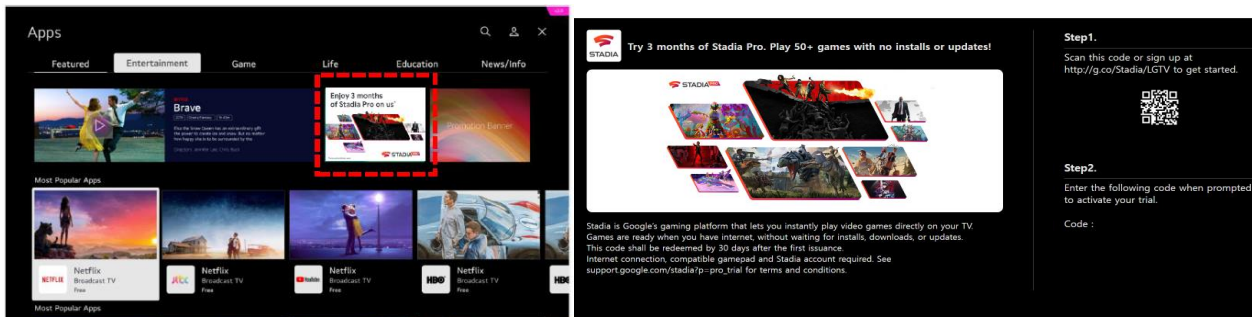 Apps
Featured
Entertainment
Game
Life
Education
News/Info
Brave
Enjoy 3 months
of Stadia Pro on us*
STADIA
Promotion Banner
Most Popular Apps
NETFLIX
Netflix
Broadcast TV
Free
Netflix
Broadcast TV
Free
YouTube
Netflix
Broadcast TV
Free
HBO
Netflix
Broadcast TV
Free
HB
Most Popular Apps
STADIA
Try 3 months of Stadia Pro. Play 50+ games with no installs or updates!
STADIA PRO
Stadia is Google's gaming platform that lets you instantly play video games directly on your TV.
Games are ready when you have internet, without waiting for installs, downloads, or updates.
This code shall be redeemed by 30 days after the first issuance.
Internet connection, compatible gamepad and Stadia account required. See
support.google.com/stadia?p=pro_trial for terms and conditions.
Step1.
Scan this code or sign up at
http://g.co/Stadia/LGTV to get started.
Step2.
Enter the following code when prompted
to activate your trial.
Code :